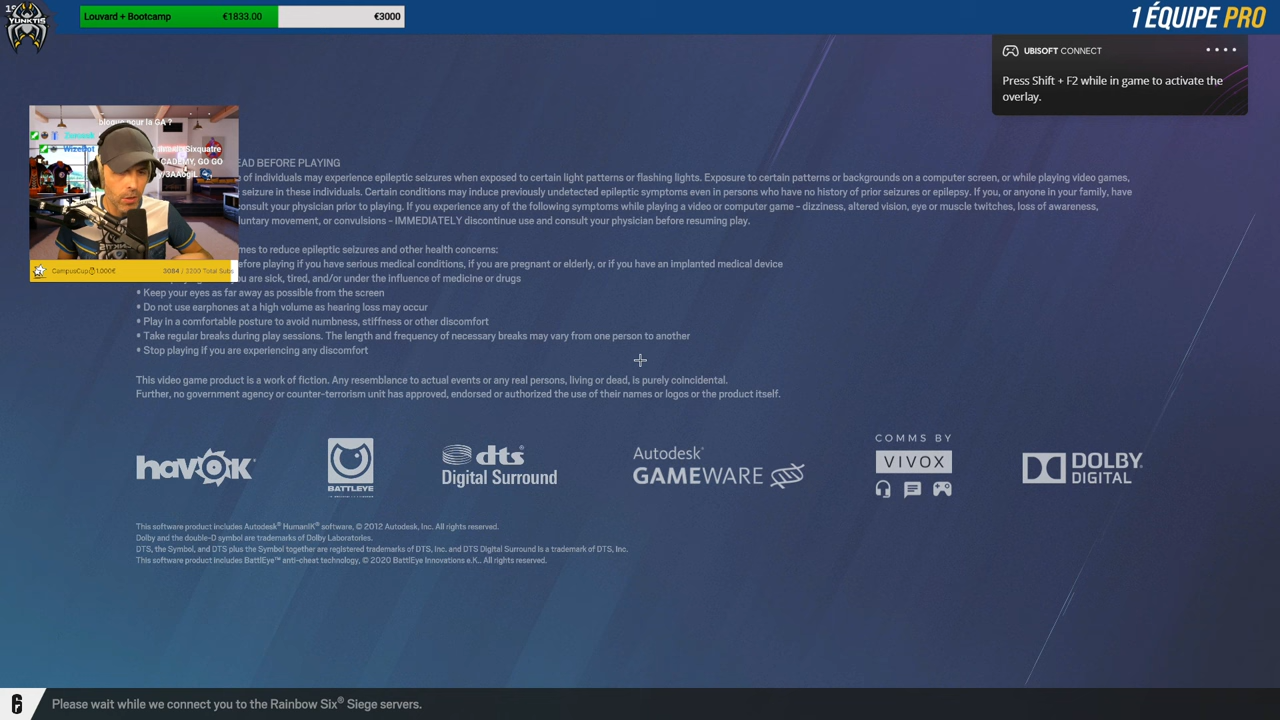 YUNKTIS
Louvard + Bootcamp €1833.00 €3000
1 ÉQUIPE PRO
UBISOFT CONNECT
Press Shift + F2 while in game to activate the
overlay.
bloque pour la GA ?
WizeBot
Sixquatre
CADEMY, GO GO
CampusCup 1,000€ 3084 / 3200 Total Subs
EAD BEFORE PLAYING
of individuals may experience epileptic seizures when exposed to certain light patterns or flashing lights. Exposure to certain patterns or backgrounds on a computer screen, or while playing video games,
seizure in these individuals. Certain conditions may induce previously undetected epileptic symptoms even in persons who have no history of prior seizures or epilepsy. If you, or anyone in your family, have
onsult your physician prior to playing. If you experience any of the following symptoms while playing a video or computer game - dizziness, altered vision, eye or muscle twitches, loss of awareness,
luntary movement, or convulsions - IMMEDIATELY discontinue use and consult your physician before resuming play.
mes to reduce epileptic seizures and other health concerns:
efore playing if you have serious medical conditions, if you are pregnant or elderly, or if you have an implanted medical device
you are sick, tired, and/or under the influence of medicine or drugs
• Keep your eyes as far away as possible from the screen
• Do not use earphones at a high volume as hearing loss may occur
• Play in a comfortable posture to avoid numbness, stiffness or other discomfort
• Take regular breaks during play sessions. The length and frequency of necessary breaks may vary from one person to another
• Stop playing if you are experiencing any discomfort
This video game product is a work of fiction. Any resemblance to actual events or any real persons, living or dead, is purely coincidental.
Further, no government agency or counter-terrorism unit has approved, endorsed or authorized the use of their names or logos or the product itself.
havok
BATTLEYE
dts
Digital Surround
Autodesk®
GAMEWARE
COMMS BY
VIVOX
DOLBY
DIGITAL
This software product includes Autodesk® HumanIK® software, © 2012 Autodesk, Inc. All rights reserved.
Dolby and the double-D symbol are trademarks of Dolby Laboratories.
DTS, the Symbol, and DTS plus the Symbol together are registered trademarks of DTS, Inc. and DTS Digital Surround is a trademark of DTS, Inc.
This software product includes BattlEye™ anti-cheat technology, © 2020 BattlEye Innovations e.K.. All rights reserved.
Please wait while we connect you to the Rainbow Six® Siege servers.